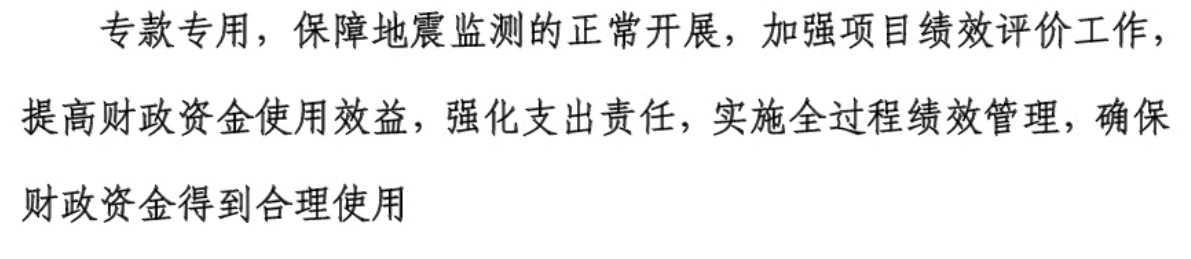 专款专用，保障地震监测的正常开展，加强项目绩效评价工作，
提高财政资金使用效益，强化支出责任，实施全过程绩效管理，确保
财政资金得到合理使用